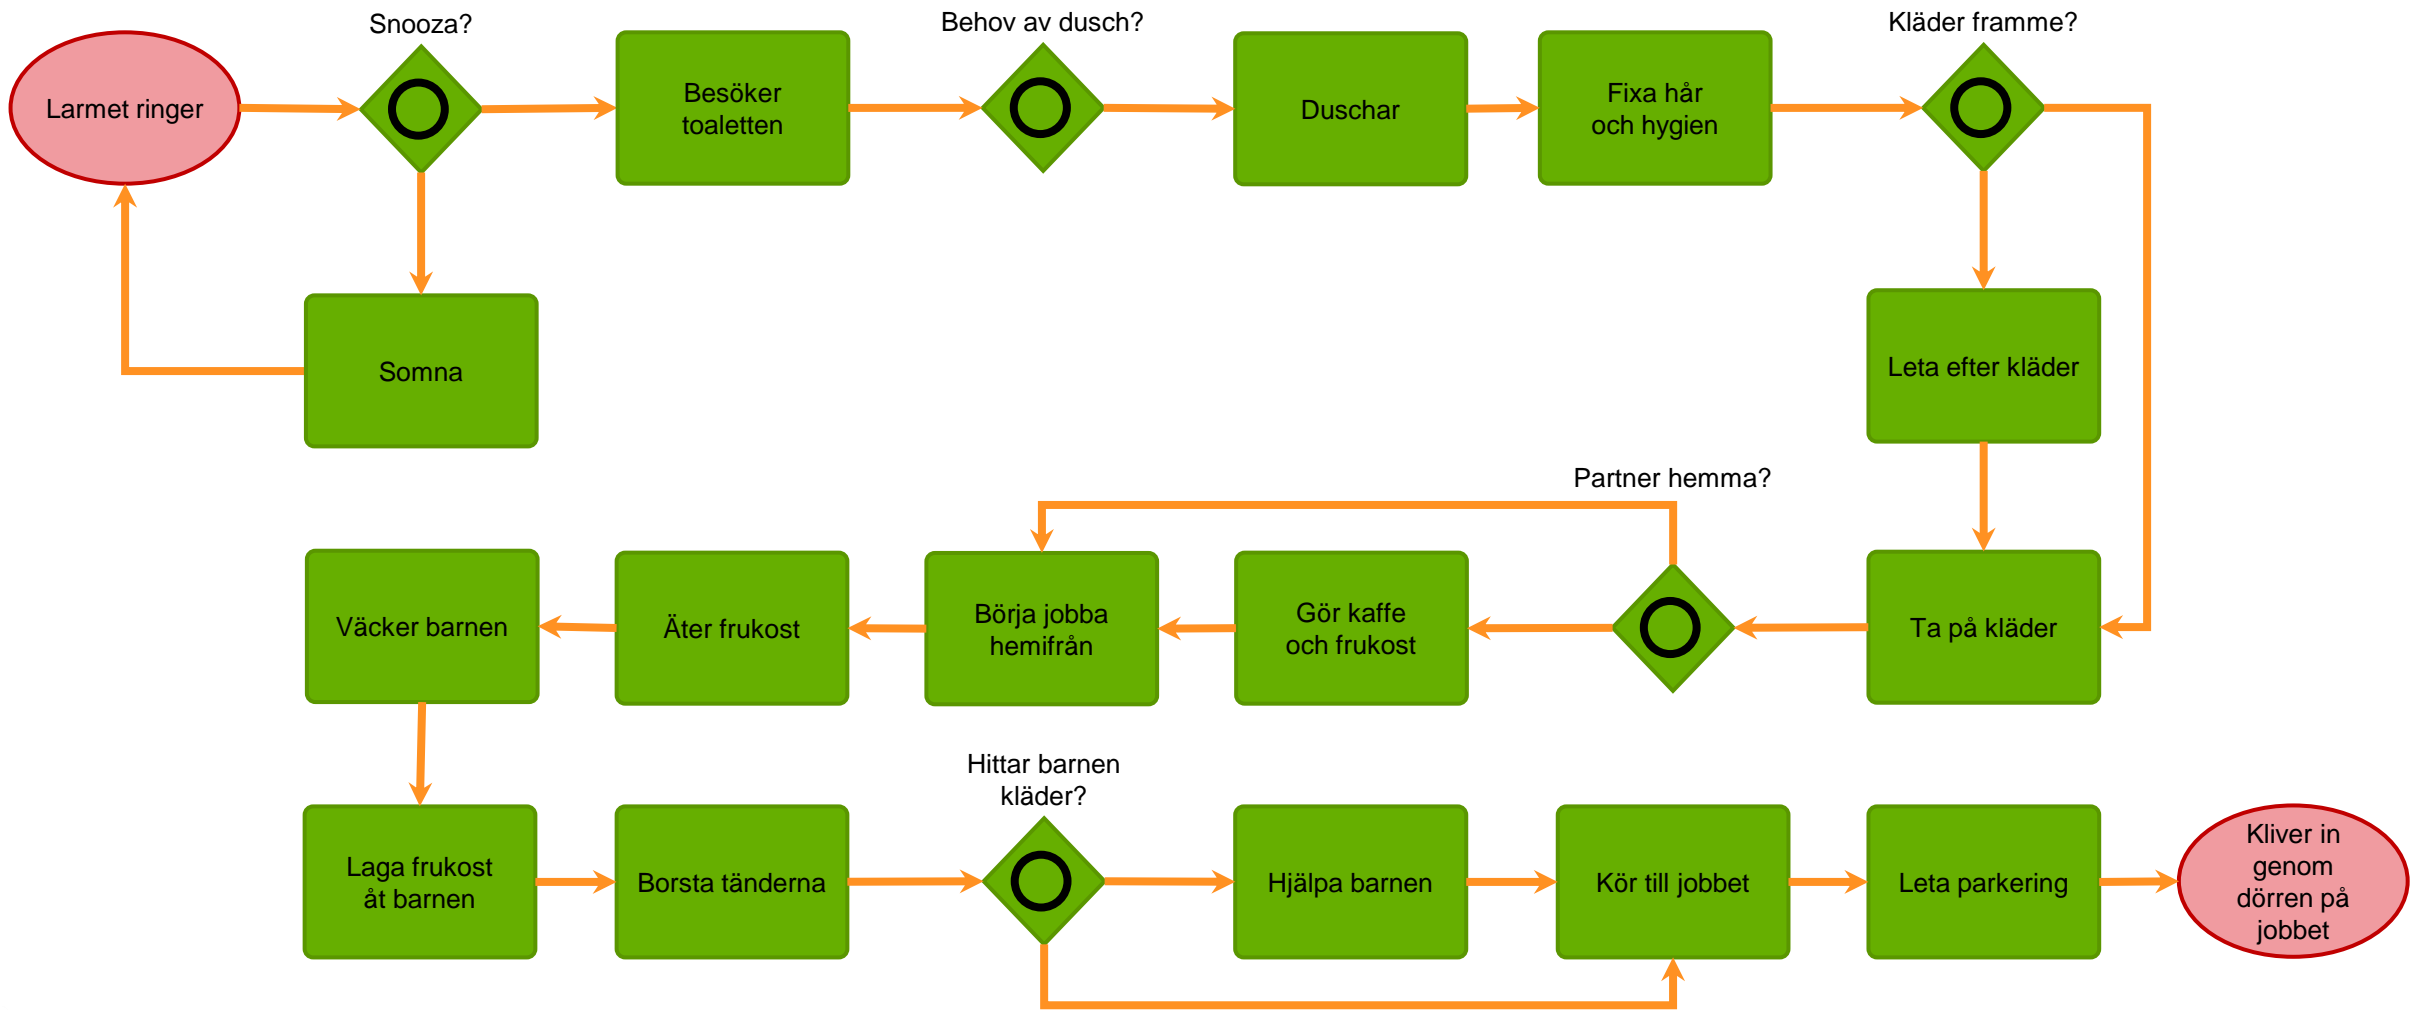 Snooza?
Behov av dusch?
Kläder framme?
Larmet ringer
Besöker
toaletten
Duschar
Fixa hår
och hygien
Somna
Leta efter kläder
Partner hemma?
Väcker barnen
Äter frukost
Börja jobba
hemifrån
Gör kaffe
och frukost
Ta på kläder
Hittar barnen
kläder?
Laga frukost
åt barnen
Borsta tänderna
Hjälpa barnen
Kör till jobbet
Leta parkering
Kliver in
genom
dörren på
jobbet